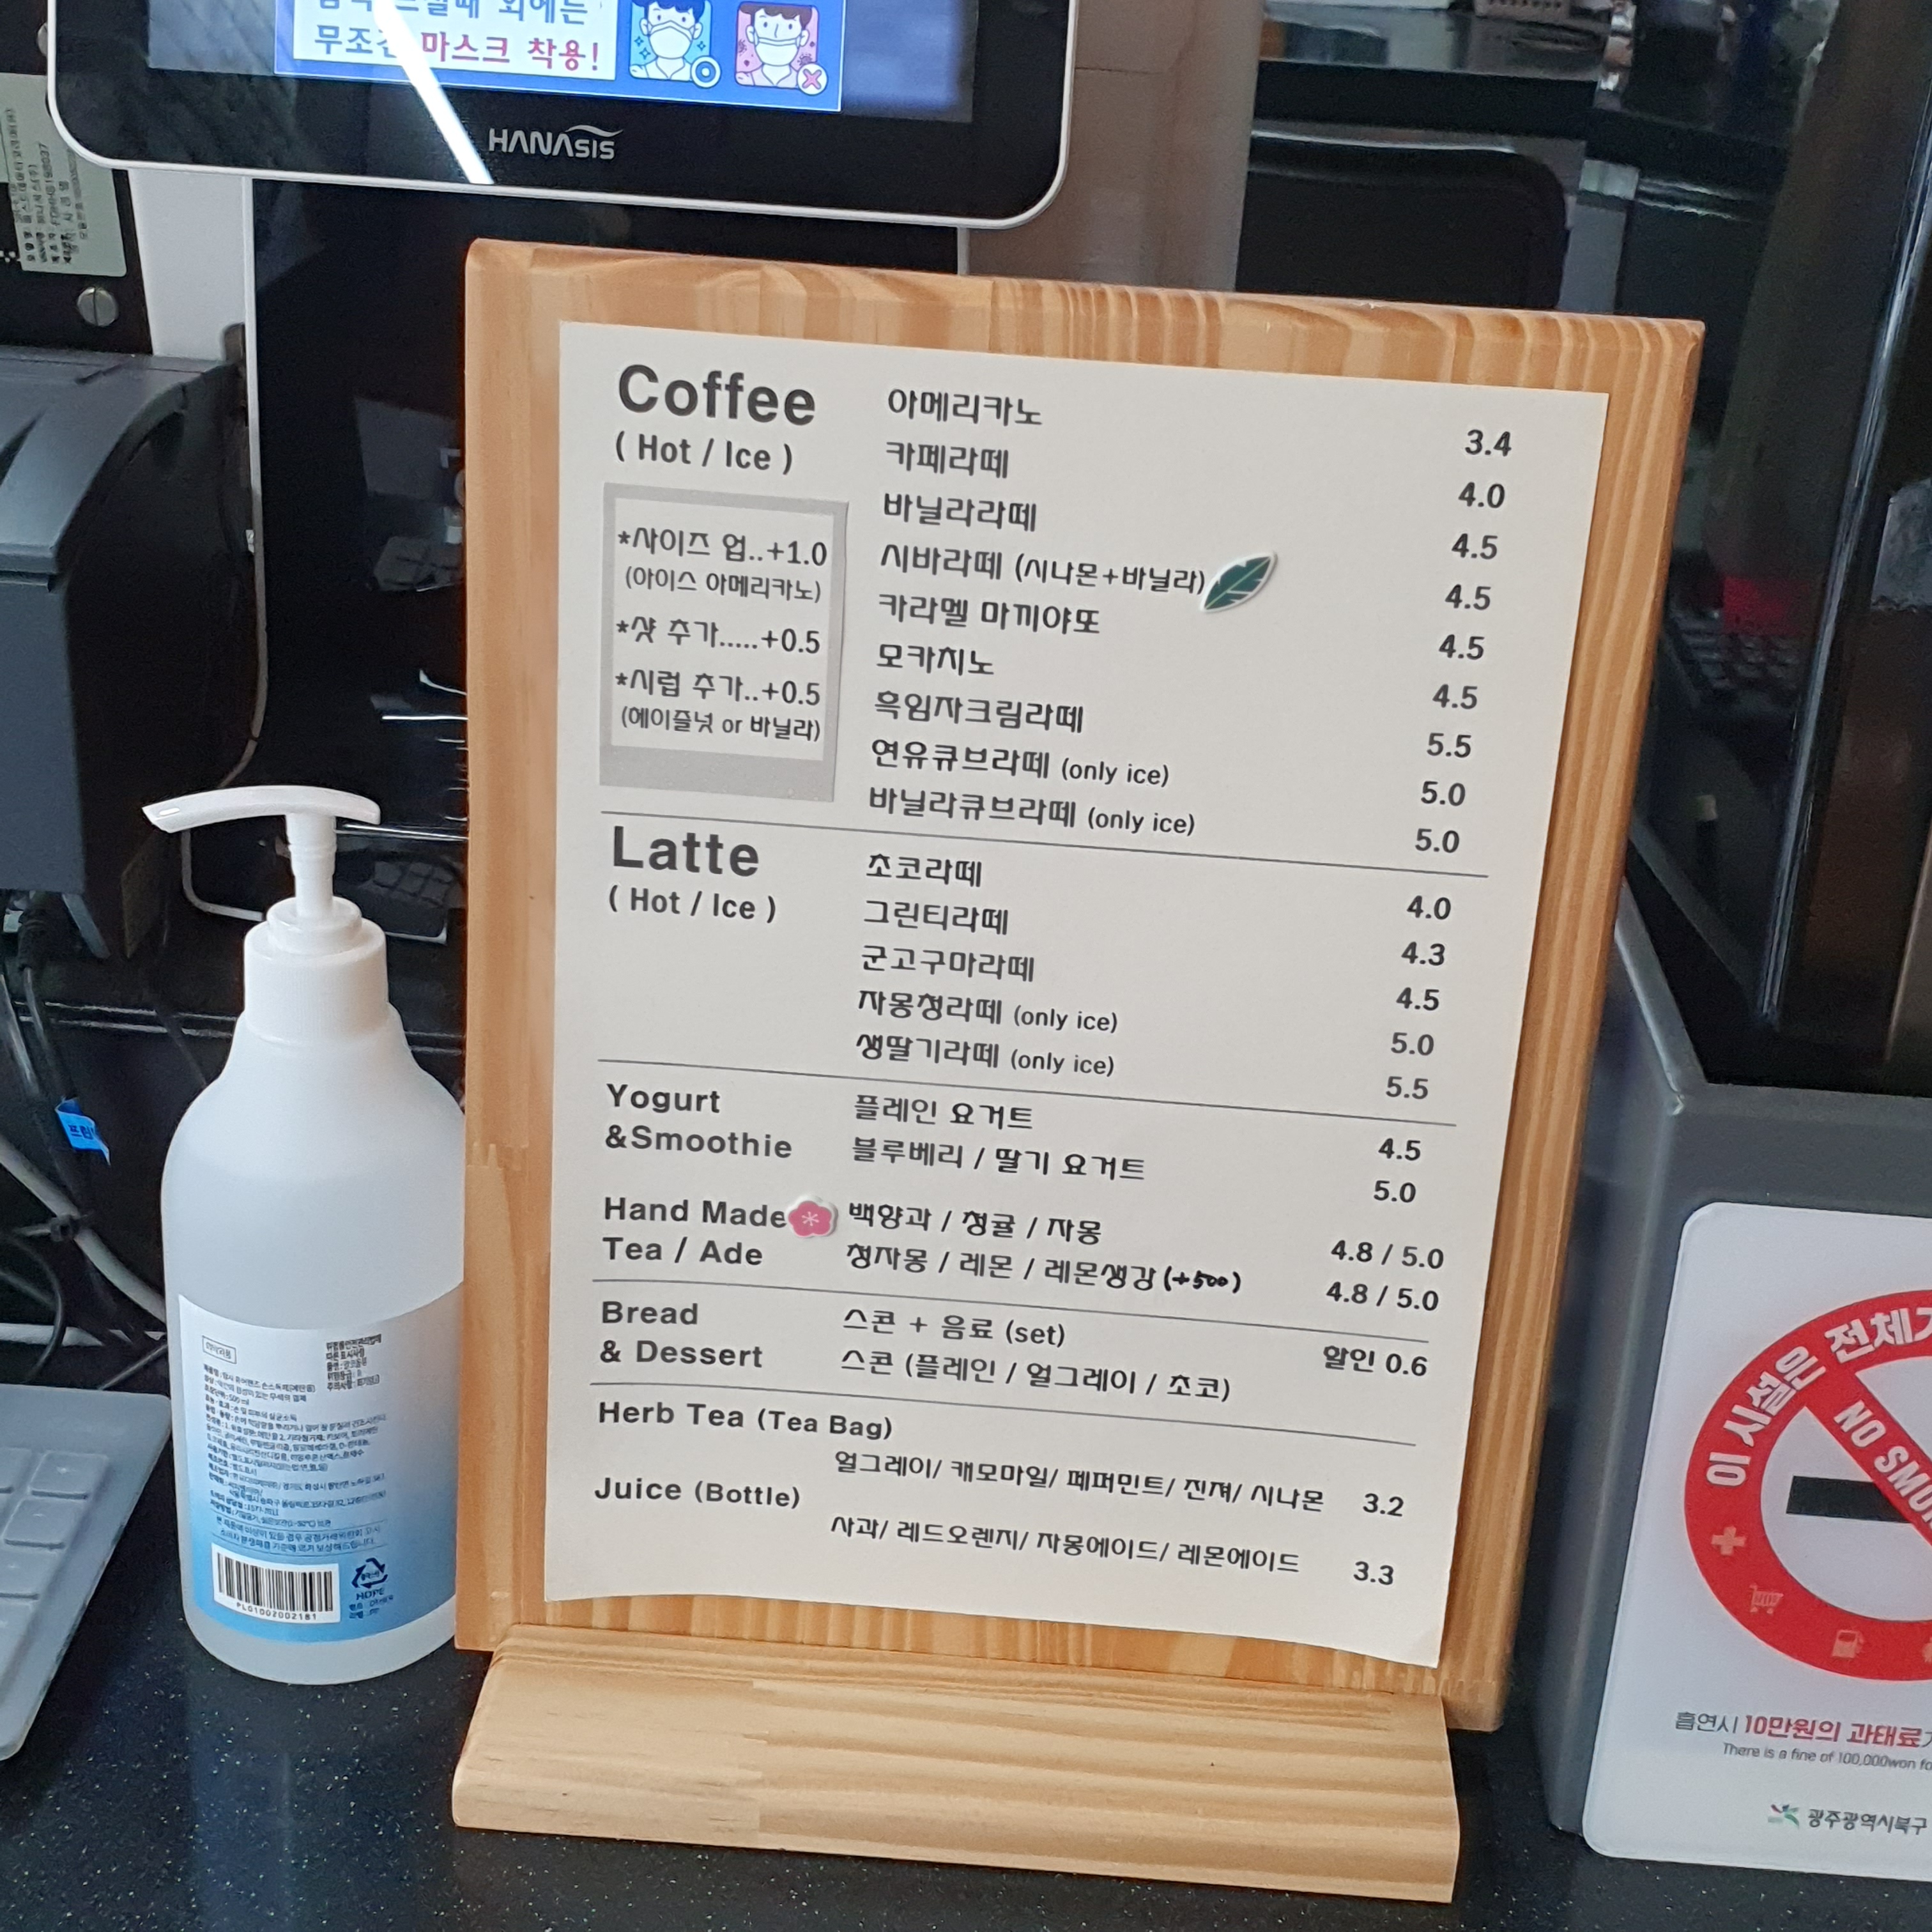 무조건 마스크 착용!
HANASIS
Coffee
( Hot / Ice )
*사이즈 업..+1.0
(아이스 아메리카노)
*샷 추가.....+0.5
*시럽 추가..+0.5
(헤이즐넛 or 바닐라)
아메리카노 3.4
카페라떼 4.0
바닐라라떼 4.5
시바라떼 (시나몬+바닐라) 4.5
카라멜 마끼야또 4.5
모카치노 4.5
흑임자크림라떼 5.5
연유큐브라떼 (only ice) 5.0
바닐라큐브라떼 (only ice) 5.0
Latte
( Hot / Ice )
초코라떼 4.0
그린티라떼 4.3
군고구마라떼 4.5
자몽청라떼 (only ice) 5.0
생딸기라떼 (only ice) 5.5
Yogurt
&Smoothie
플레인 요거트 4.5
블루베리 / 딸기 요거트 5.0
Hand Made
Tea / Ade
백향과 / 청귤 / 자몽 4.8 / 5.0
청자몽 / 레몬 / 레몬생강 (+500) 4.8 / 5.0
Bread
& Dessert
스콘 + 음료 (set) 할인 0.6
스콘 (플레인 / 얼그레이 / 초코)
Herb Tea (Tea Bag)
얼그레이/ 캐모마일/ 페퍼민트/ 진져/ 시나몬 3.2
Juice (Bottle)
사과/ 레드오렌지/ 자몽에이드/ 레몬에이드 3.3
HDPE
PLG1002002181
이 시설은 전체
NO SMO
흡연시 10만원의 과태료
There is a fine of 100,000won
광주광역시북구